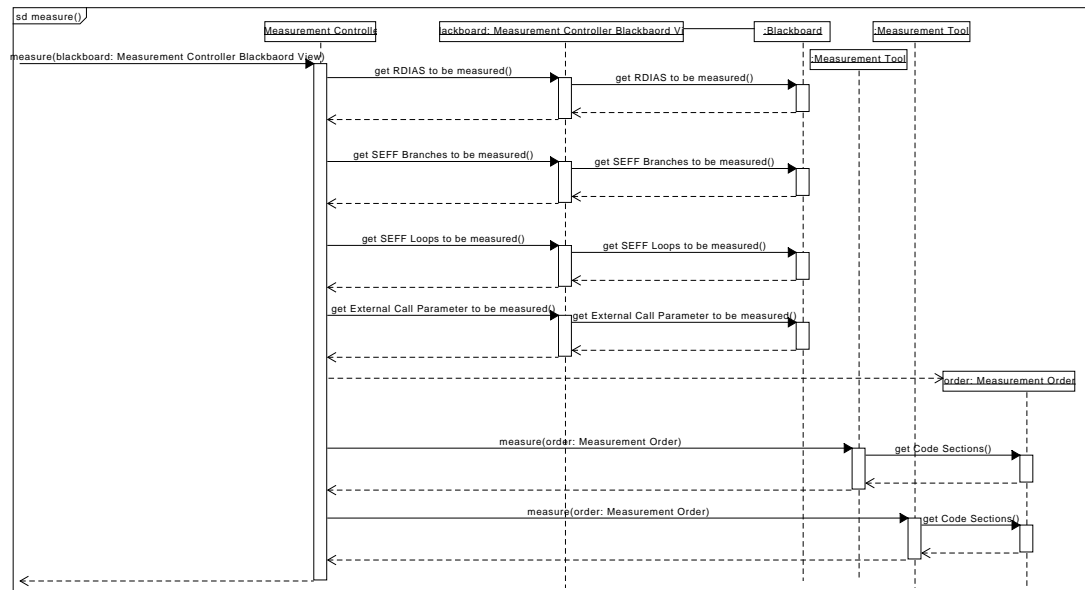 sd measure()
Measurement Controlle
lackboard: Measurement Controller Blackbaord Vi
:Blackboard
:Measurement Tool
:Measurement Tool
measure(blackboard: Measurement Controller Blackbaord View)
get RDIAS to be measured()
get RDIAS to be measured()
get SEFF Branches to be measured()
get SEFF Branches to be measured()
get SEFF Loops to be measured()
get SEFF Loops to be measured()
get External Call Parameter to be measured()
get External Call Parameter to be measured()
order: Measurement Order
measure(order: Measurement Order)
get Code Sections()
measure(order: Measurement Order)
get Code Sections()